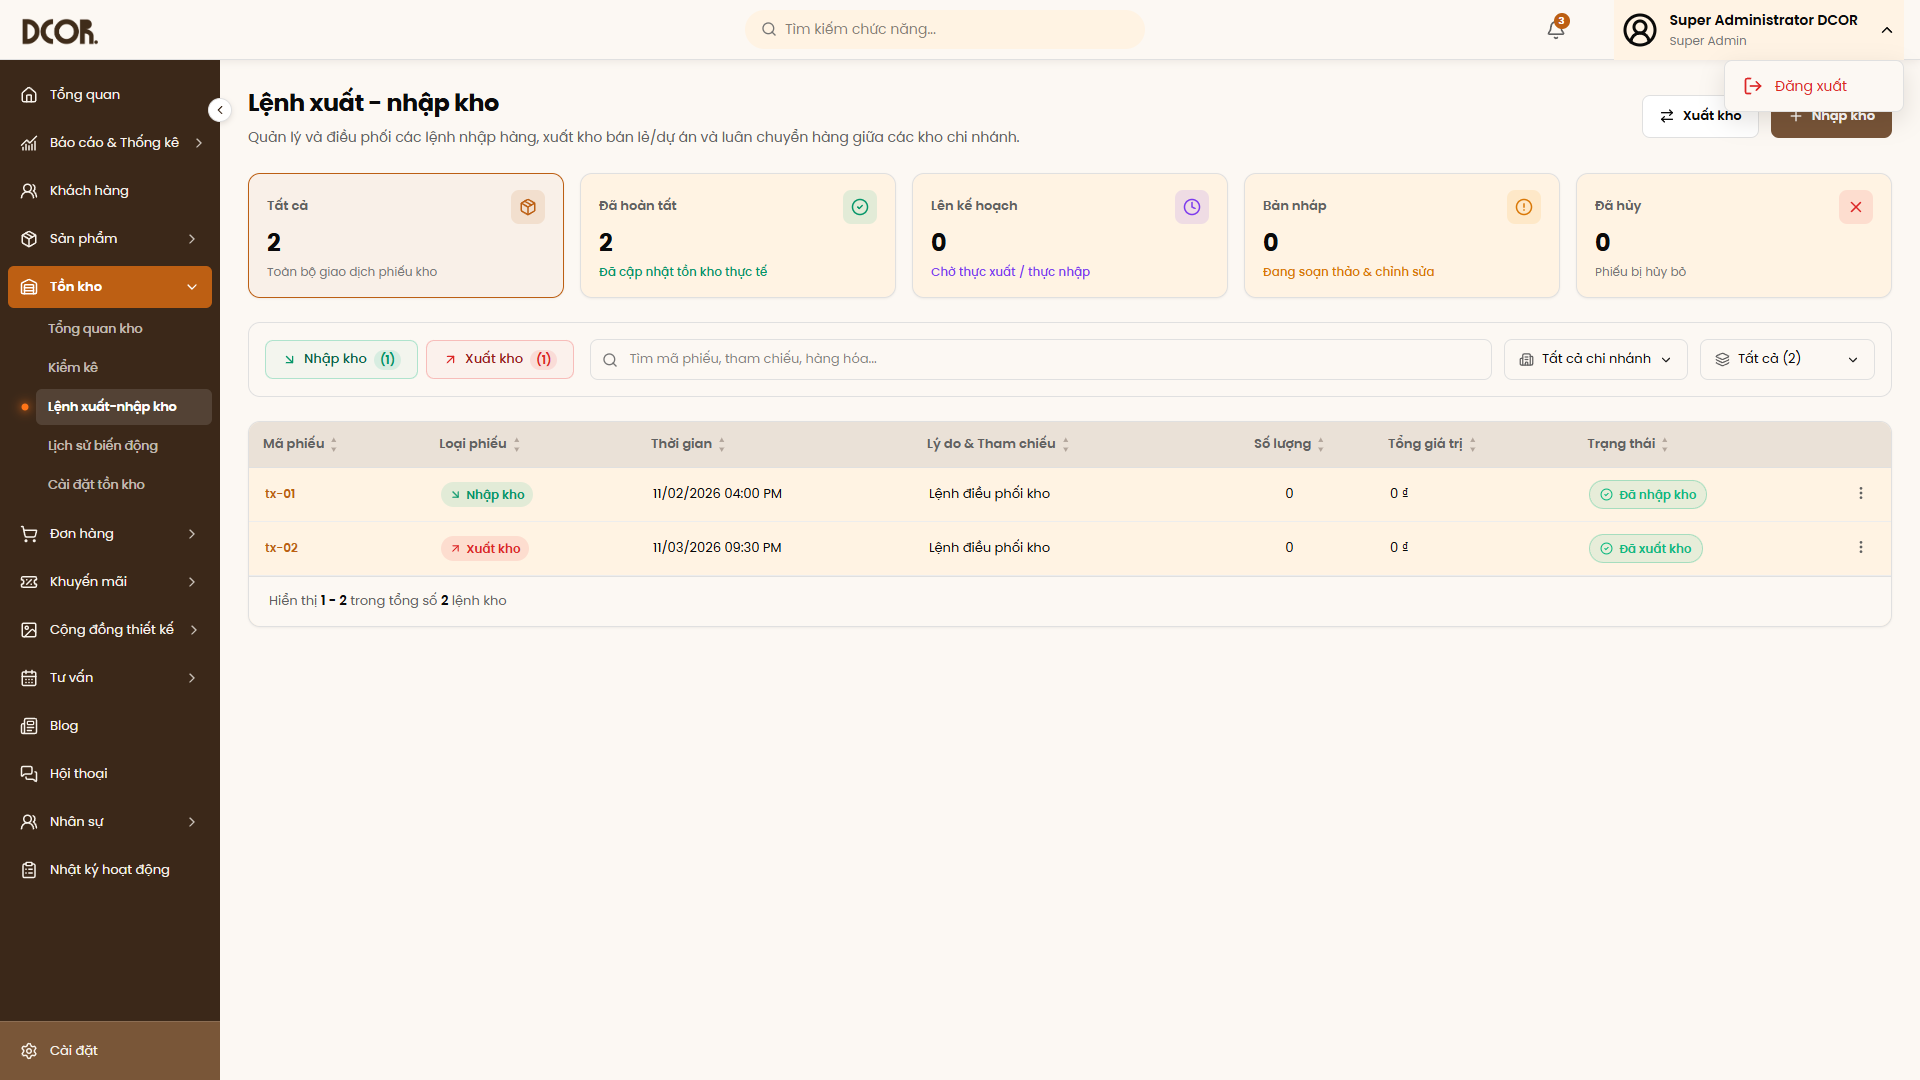 DCOR.
Tìm kiếm chức năng...
3
Super Administrator DCOR
Super Admin
Đăng xuất
Tổng quan
Báo cáo & Thống kê
Khách hàng
Sản phẩm
Tồn kho
Tổng quan kho
Kiểm kê
Lệnh xuất-nhập kho
Lịch sử biến động
Cài đặt tồn kho
Đơn hàng
Khuyến mãi
Cộng đồng thiết kế
Tư vấn
Blog
Hội thoại
Nhân sự
Nhật ký hoạt động
Cài đặt
Lệnh xuất - nhập kho
Quản lý và điều phối các lệnh nhập hàng, xuất kho bán lẻ/dự án và luân chuyển hàng giữa các kho chi nhánh.
Xuất kho
Nhập kho
Tất cả
2
Toàn bộ giao dịch phiếu kho
Đã hoàn tất
2
Đã cập nhật tồn kho thực tế
Lên kế hoạch
0
Chờ thực xuất / thực nhập
Bản nháp
0
Đang soạn thảo & chỉnh sửa
Đã hủy
0
Phiếu bị hủy bỏ
Nhập kho (1)
Xuất kho (1)
Tìm mã phiếu, tham chiếu, hàng hóa...
Tất cả chi nhánh
Tất cả (2)
Mã phiếu Loại phiếu Thời gian Lý do & Tham chiếu Số lượng Tổng giá trị Trạng thái
tx-01 Nhập kho 11/02/2026 04:00 PM Lệnh điều phối kho 0 0 ₫ Đã nhập kho
tx-02 Xuất kho 11/03/2026 09:30 PM Lệnh điều phối kho 0 0 ₫ Đã xuất kho
Hiển thị 1 - 2 trong tổng số 2 lệnh kho